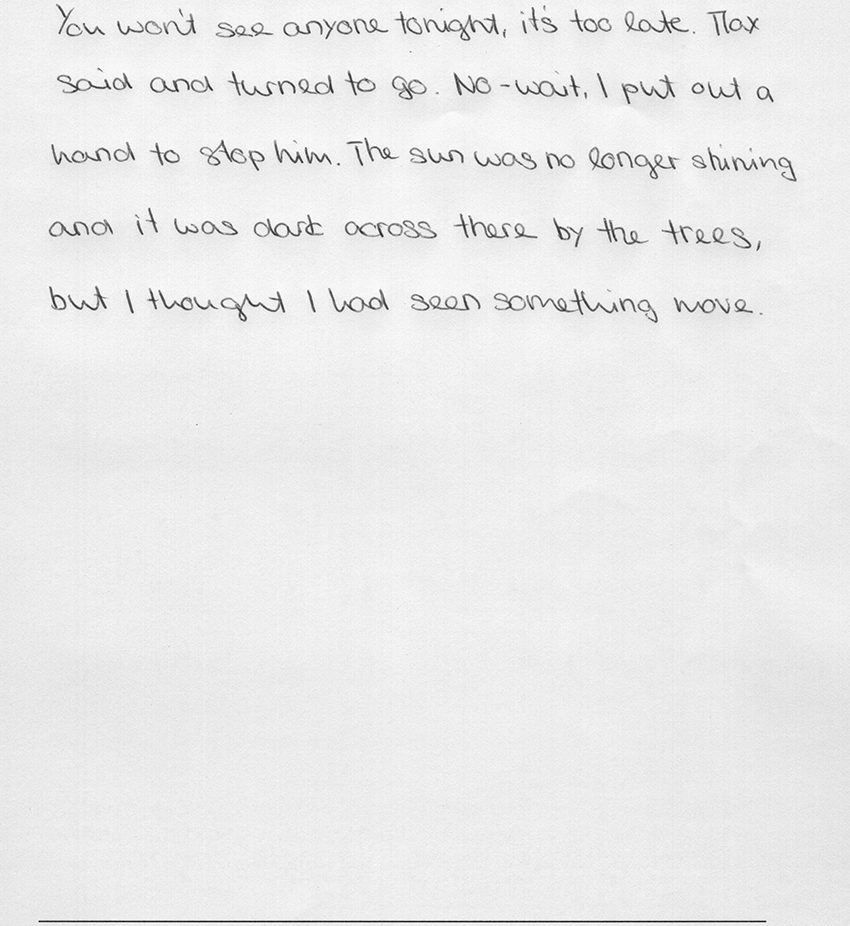 You won't see anyone tonight, it's too late. Max
said and turned to go. No-wait, I put out a
hand to stop him. The sun was no longer shining
and it was dark across there by the trees,
but I thought I had seen something move.